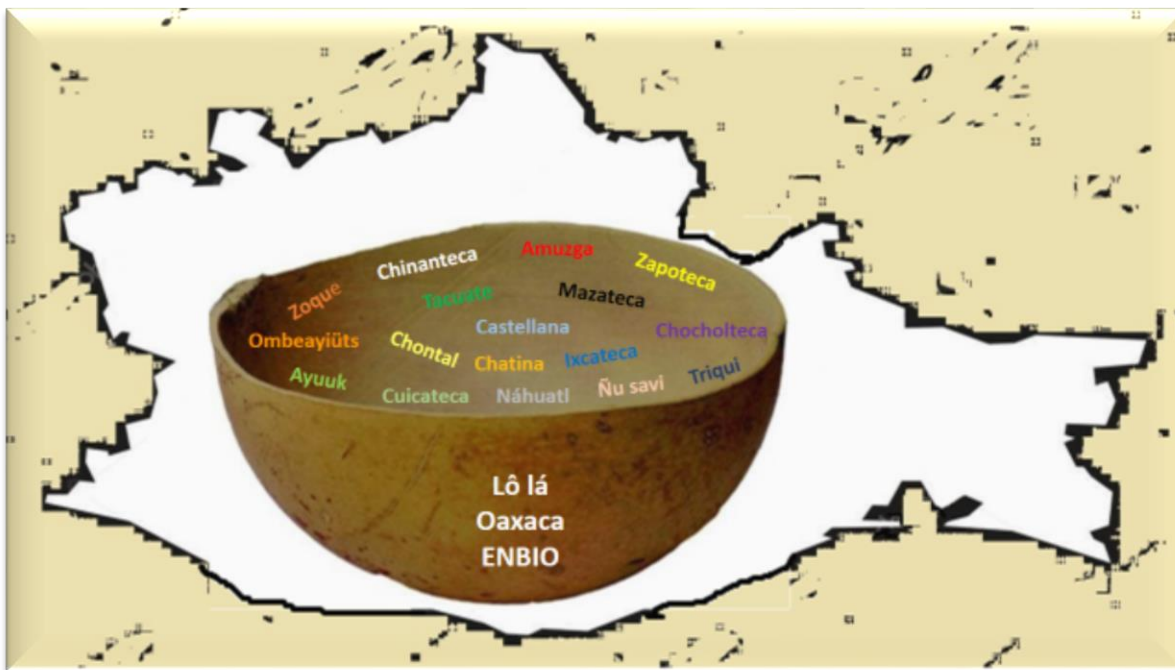 Chinanteca
Amuzga
Zapoteca
Zoque
Tacuate
Mazateca
Ombeayiüts
Chontal
Castellana
Chocholteca
Chatina
Ixcateca
Ayuuk
Cuicateca
Náhuatl
Ñu savi
Triqui
Lô lá
Oaxaca
ENBIO